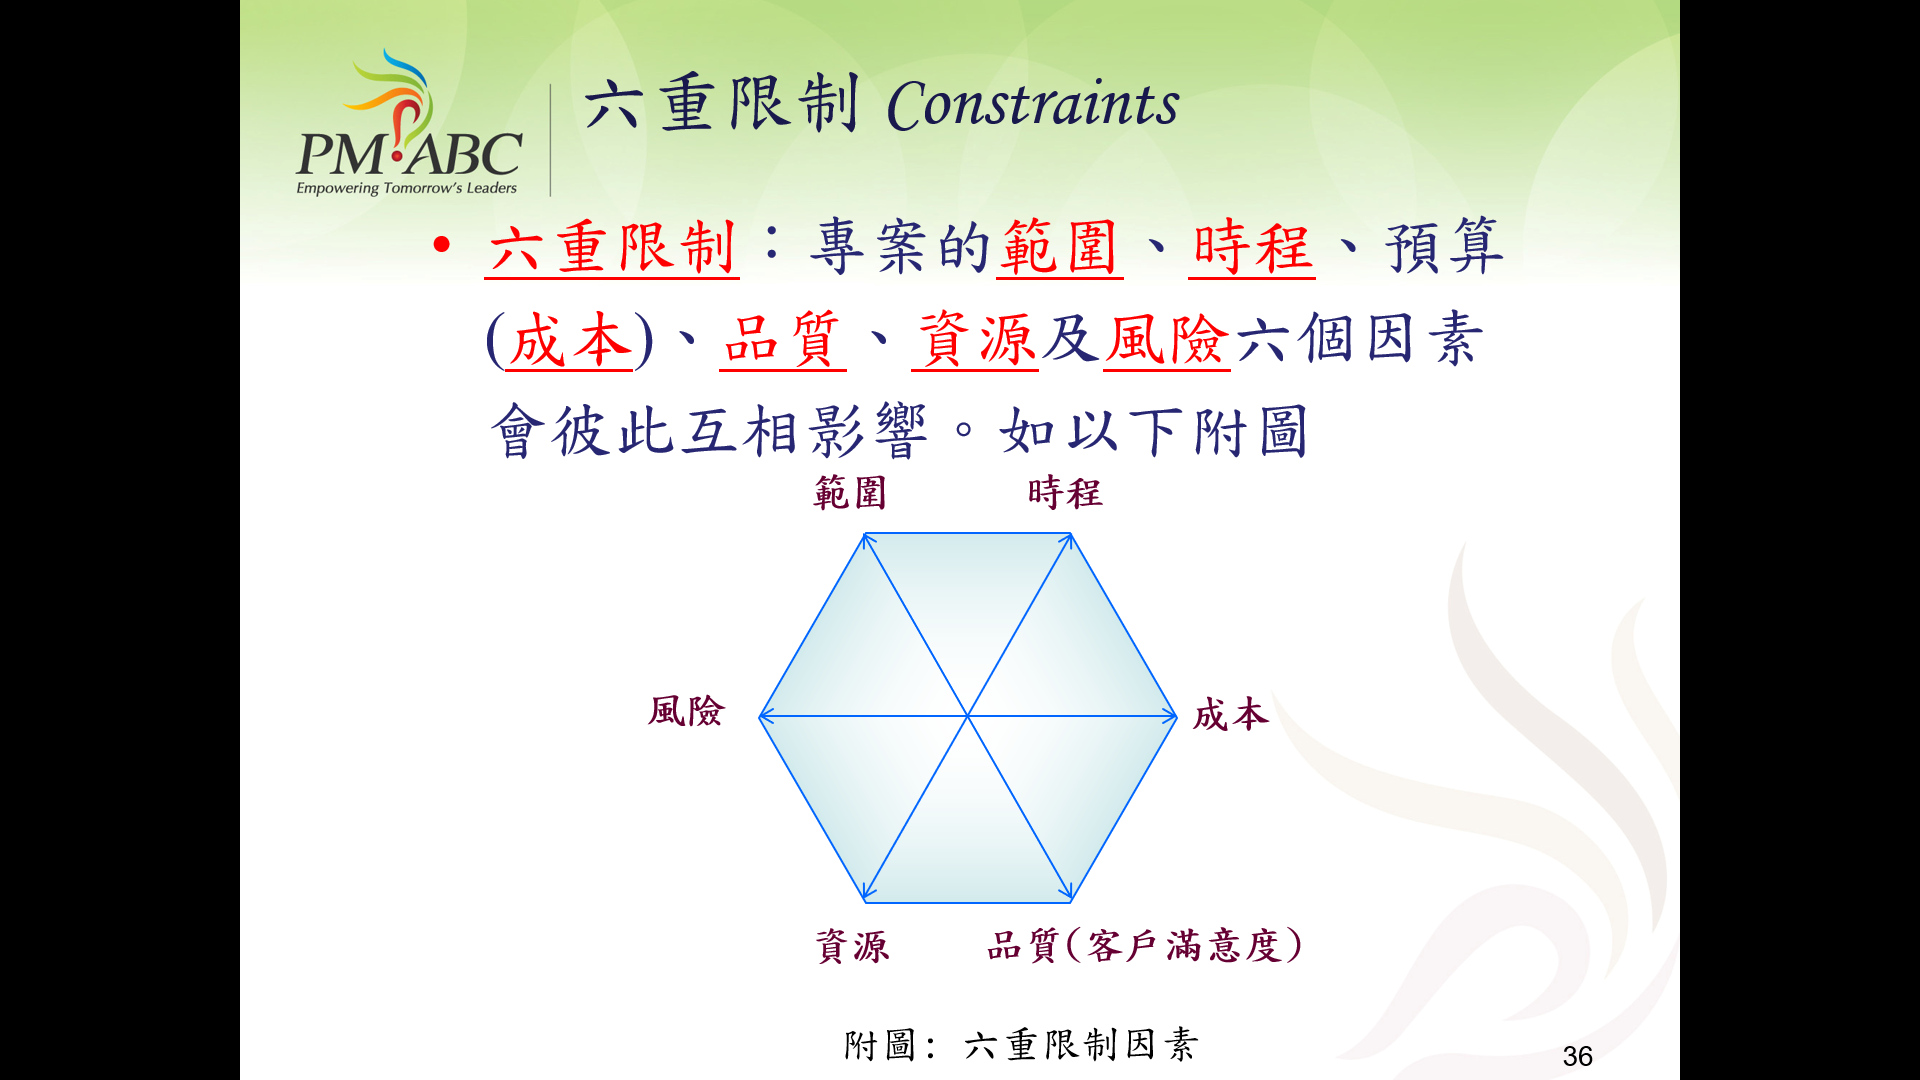 PM ABC
Empowering Tomorrow's Leaders
六重限制 Constraints
• 六重限制：專案的範圍、時程、預算
(成本)、品質、資源及風險六個因素
會彼此互相影響。如以下附圖
範圍 時程
風險 成本
資源 品質(客戶滿意度)
附圖: 六重限制因素
36